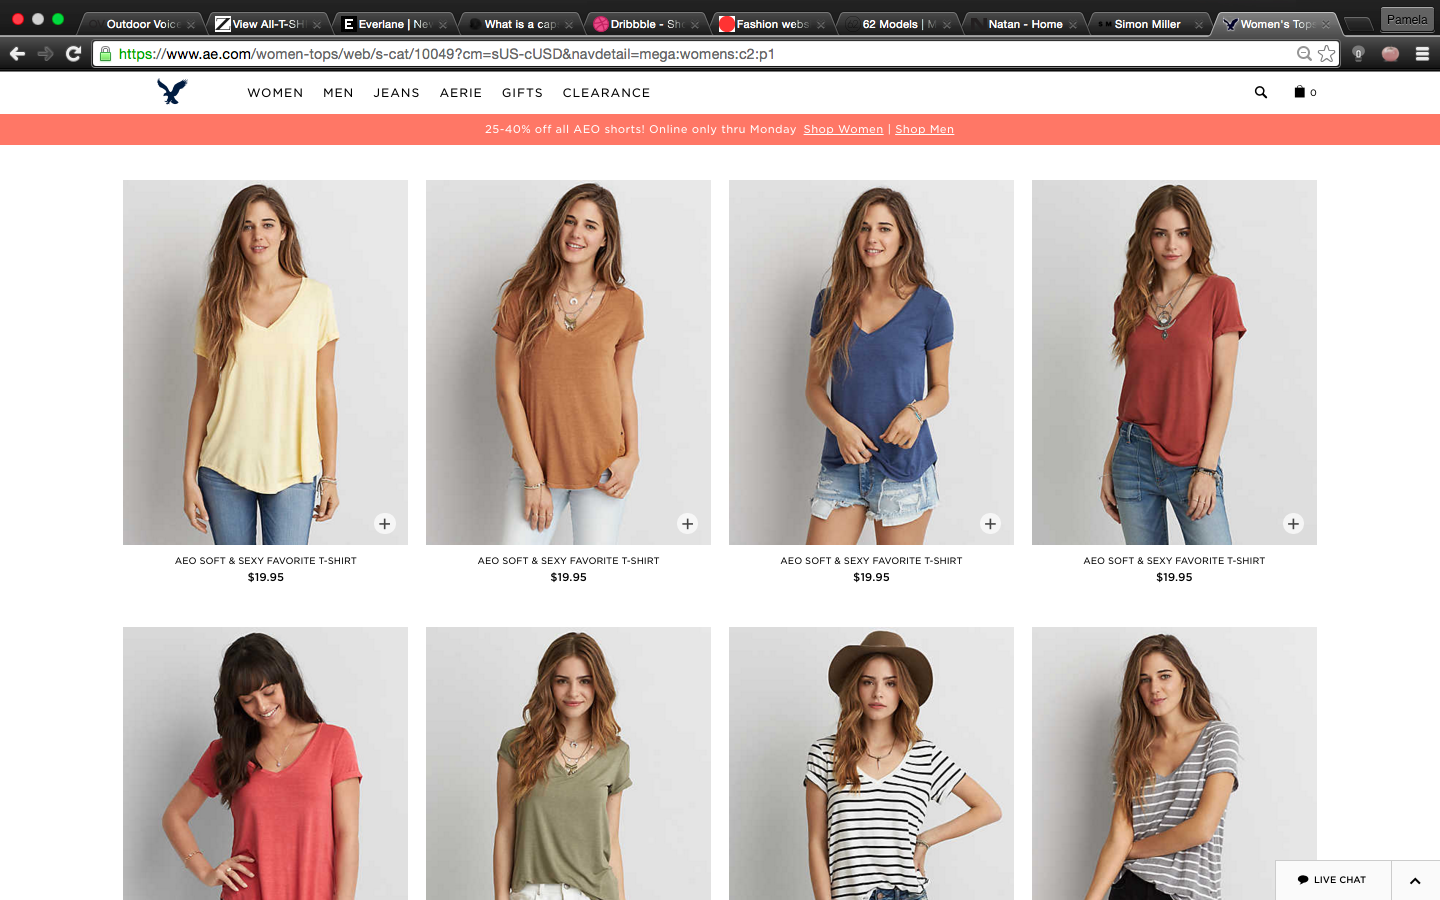 Outdoor Voice
View All-T-SH
Everlane | New
What is a cap
Dribbble - Sh
Fashion webs
62 Models | M
Natan - Home
Simon Miller
Women's Tops
Pamela
https://www.ae.com/women-tops/web/s-cat/10049?cm=sUS-cUSD&navdetail=mega:womens:c2:p1
WOMEN MEN JEANS AERIE GIFTS CLEARANCE
0
25-40% off all AEO shorts! Online only thru Monday Shop Women | Shop Men
AEO SOFT & SEXY FAVORITE T-SHIRT
$19.95
AEO SOFT & SEXY FAVORITE T-SHIRT
$19.95
AEO SOFT & SEXY FAVORITE T-SHIRT
$19.95
AEO SOFT & SEXY FAVORITE T-SHIRT
$19.95
LIVE CHAT